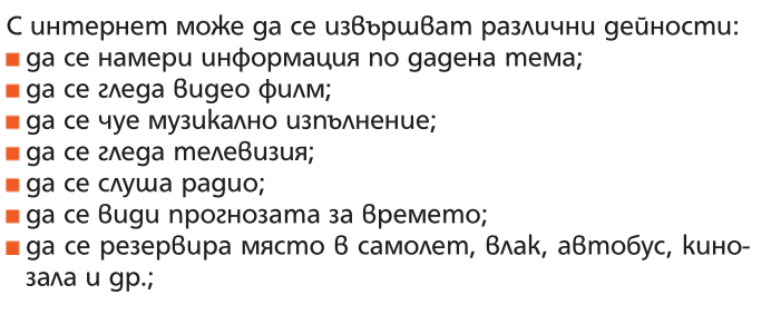 С интернет може да се извършват различни дейности:
■ да се намери информация по дадена тема;
■ да се гледа видео филм;
■ да се чуе музикално изпълнение;
■ да се гледа телевизия;
■ да се слуша радио;
■ да се види прогнозата за времето;
■ да се резервира място в самолет, влак, автобус, кино-
зала и др.;